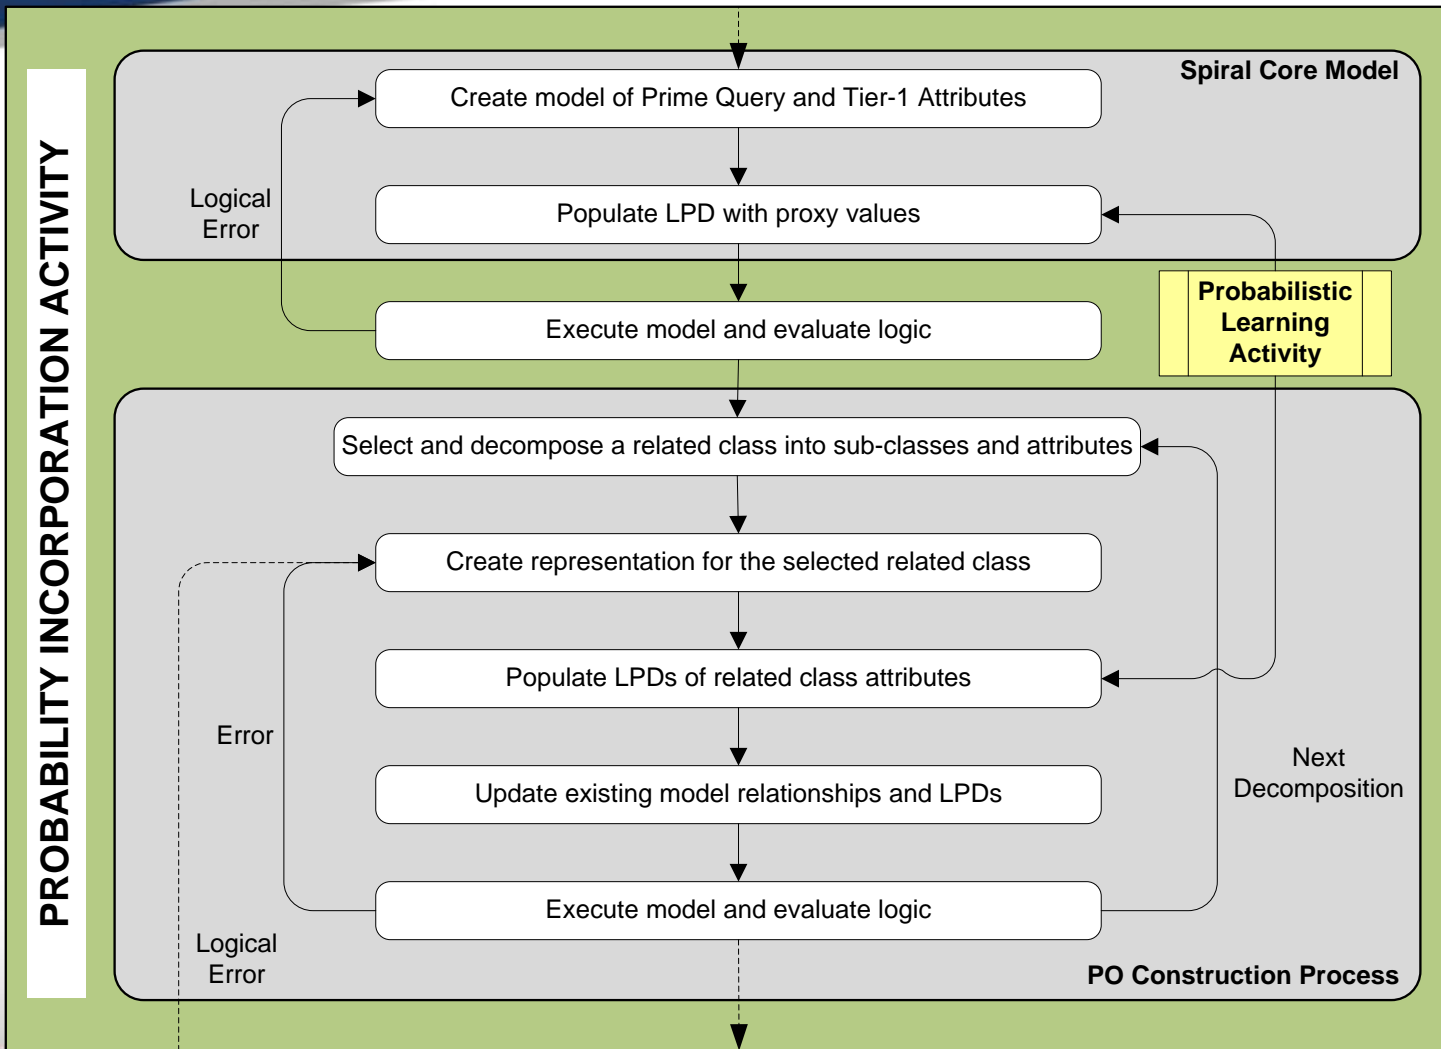 PROBABILITY INCORPORATION ACTIVITY
Spiral Core Model
Create model of Prime Query and Tier-1 Attributes
Logical
Error
Populate LPD with proxy values
Execute model and evaluate logic
Probabilistic
Learning
Activity
Select and decompose a related class into sub-classes and attributes
Create representation for the selected related class
Populate LPDs of related class attributes
Error
Update existing model relationships and LPDs
Next
Decomposition
Execute model and evaluate logic
Logical
Error
PO Construction Process